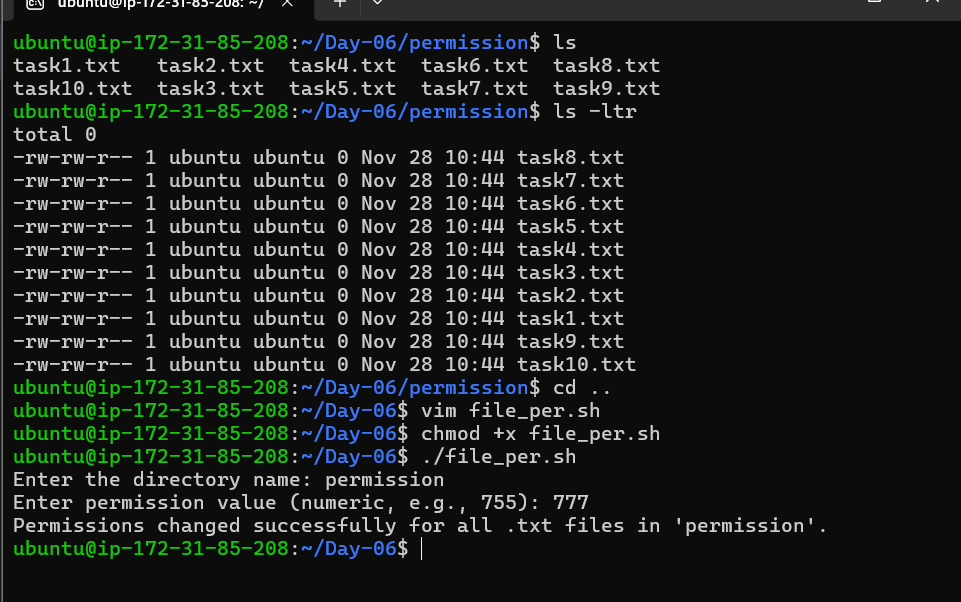 ubuntu@ip-172-31-85-208: ~/
ubuntu@ip-172-31-85-208:~/Day-06/permission$ ls
task1.txt   task2.txt  task4.txt  task6.txt  task8.txt
task10.txt  task3.txt  task5.txt  task7.txt  task9.txt
ubuntu@ip-172-31-85-208:~/Day-06/permission$ ls -ltr
total 0
-rw-rw-r-- 1 ubuntu ubuntu 0 Nov 28 10:44 task8.txt
-rw-rw-r-- 1 ubuntu ubuntu 0 Nov 28 10:44 task7.txt
-rw-rw-r-- 1 ubuntu ubuntu 0 Nov 28 10:44 task6.txt
-rw-rw-r-- 1 ubuntu ubuntu 0 Nov 28 10:44 task5.txt
-rw-rw-r-- 1 ubuntu ubuntu 0 Nov 28 10:44 task4.txt
-rw-rw-r-- 1 ubuntu ubuntu 0 Nov 28 10:44 task3.txt
-rw-rw-r-- 1 ubuntu ubuntu 0 Nov 28 10:44 task2.txt
-rw-rw-r-- 1 ubuntu ubuntu 0 Nov 28 10:44 task1.txt
-rw-rw-r-- 1 ubuntu ubuntu 0 Nov 28 10:44 task9.txt
-rw-rw-r-- 1 ubuntu ubuntu 0 Nov 28 10:44 task10.txt
ubuntu@ip-172-31-85-208:~/Day-06/permission$ cd ..
ubuntu@ip-172-31-85-208:~/Day-06$ vim file_per.sh
ubuntu@ip-172-31-85-208:~/Day-06$ chmod +x file_per.sh
ubuntu@ip-172-31-85-208:~/Day-06$ ./file_per.sh
Enter the directory name: permission
Enter permission value (numeric, e.g., 755): 777
Permissions changed successfully for all .txt files in 'permission'.
ubuntu@ip-172-31-85-208:~/Day-06$